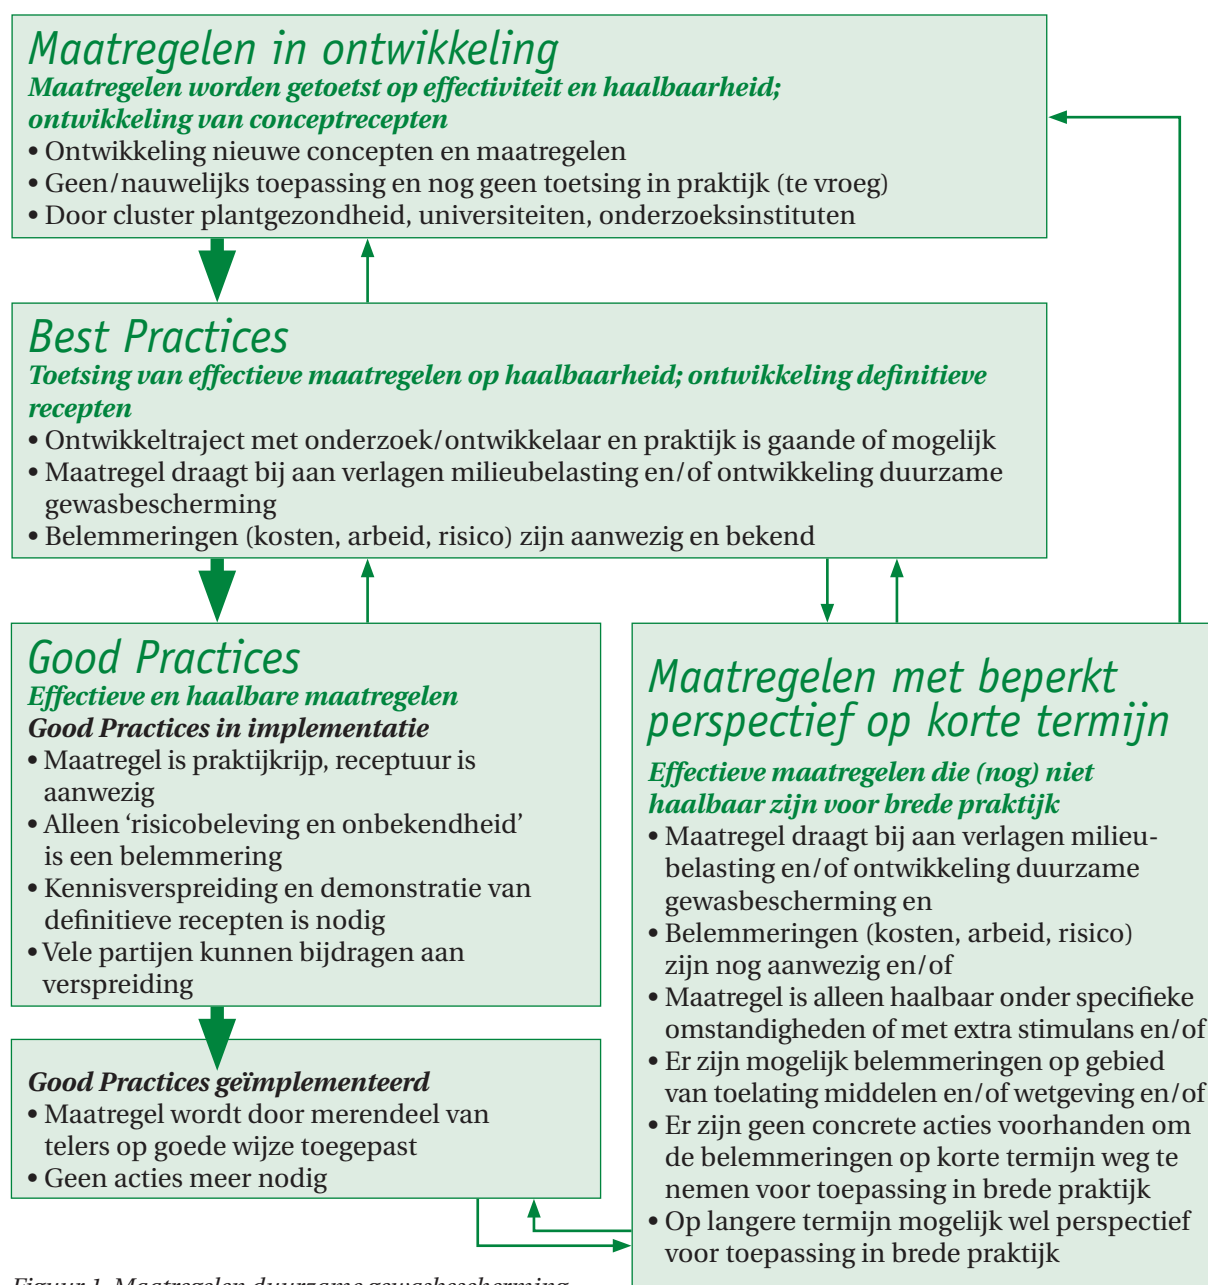 Maatregelen in ontwikkeling
Maatregelen worden getoetst op effectiviteit en haalbaarheid;
ontwikkeling van conceptrecepten
• Ontwikkeling nieuwe concepten en maatregelen
• Geen/nauwelijks toepassing en nog geen toetsing in praktijk (te vroeg)
• Door cluster plantgezondheid, universiteiten, onderzoeksinstituten
Best Practices
Toetsing van effectieve maatregelen op haalbaarheid; ontwikkeling definitieve
recepten
• Ontwikkeltraject met onderzoek/ontwikkelaar en praktijk is gaande of mogelijk
• Maatregel draagt bij aan verlagen milieubelasting en/of ontwikkeling duurzame
gewasbescherming
• Belemmeringen (kosten, arbeid, risico) zijn aanwezig en bekend
Good Practices
Effectieve en haalbare maatregelen
Good Practices in implementatie
• Maatregel is praktijkrijp, receptuur is
aanwezig
• Alleen ‘risicobeleving en onbekendheid’
is een belemmering
• Kennisverspreiding en demonstratie van
definitieve recepten is nodig
• Vele partijen kunnen bijdragen aan
verspreiding
Good Practices geïmplementeerd
• Maatregel wordt door merendeel van
telers op goede wijze toegepast
• Geen acties meer nodig
Maatregelen met beperkt
perspectief op korte termijn
Effectieve maatregelen die (nog) niet
haalbaar zijn voor brede praktijk
• Maatregel draagt bij aan verlagen milieu-
belasting en/of ontwikkeling duurzame
gewasbescherming en
• Belemmeringen (kosten, arbeid, risico)
zijn nog aanwezig en/of
• Maatregel is alleen haalbaar onder specifieke
omstandigheden of met extra stimulans en/of
• Er zijn mogelijk belemmeringen op gebied
van toelating middelen en/of wetgeving en/of
• Er zijn geen concrete acties voorhanden om
de belemmeringen op korte termijn weg te
nemen voor toepassing in brede praktijk
• Op langere termijn mogelijk wel perspectief
voor toepassing in brede praktijk
Figuur 1. Maatregelen duurzame gewasbescherming